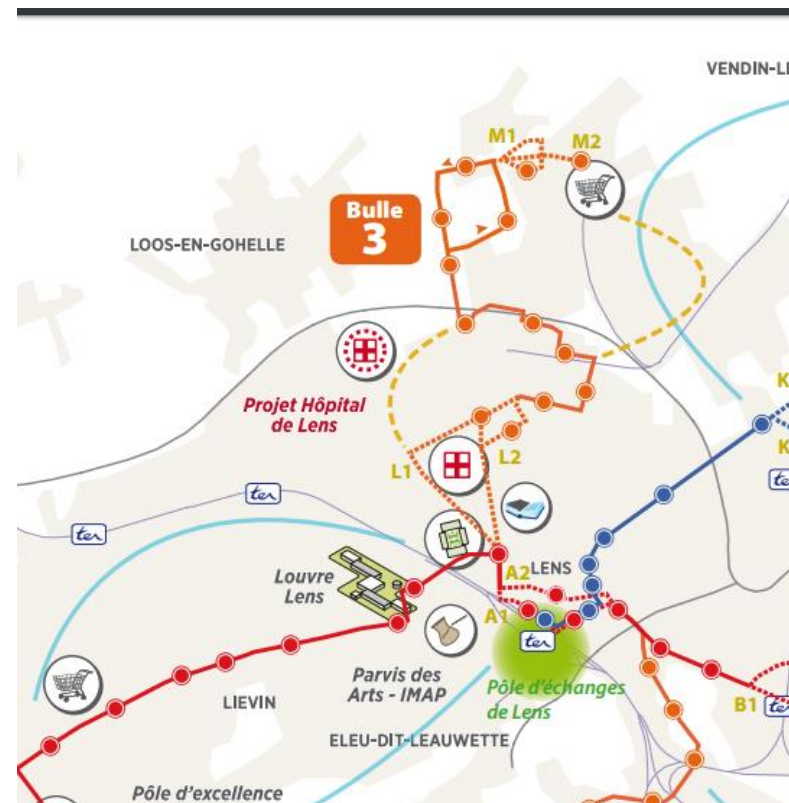 VENDIN-LE
M1
M2
Bulle
3
LOOS-EN-GOHELLE
Projet Hôpital
de Lens
K
K
L1
L2
ter
ter
te
Louvre
Lens
A2
LENS
A1
ter
Parvis des
Arts - IMAP
Pôle d'échanges
de Lens
LIEVIN
B1
te
ELEU-DIT-LEAUWETTE
Pôle d'excellence